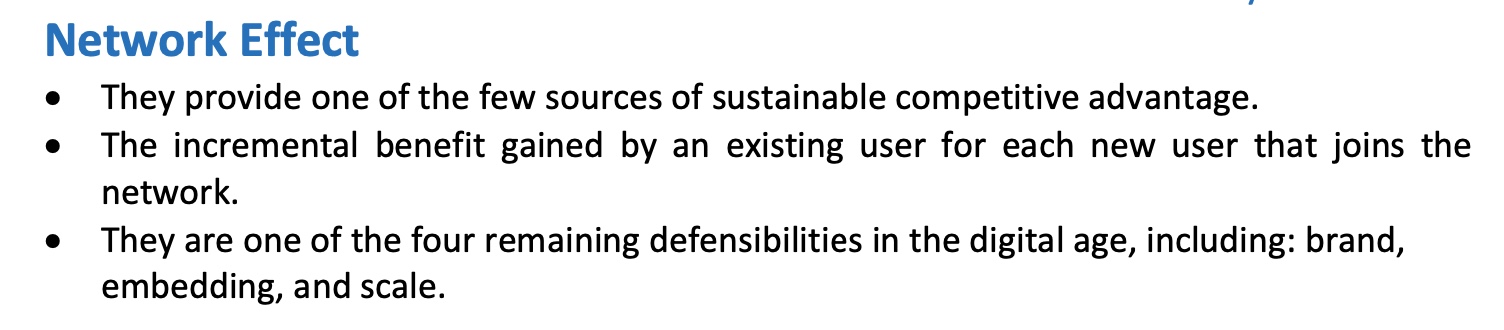 Network Effect
• They provide one of the few sources of sustainable competitive advantage.
• The incremental benefit gained by an existing user for each new user that joins the
network.
• They are one of the four remaining defensibilities in the digital age, including: brand,
embedding, and scale.